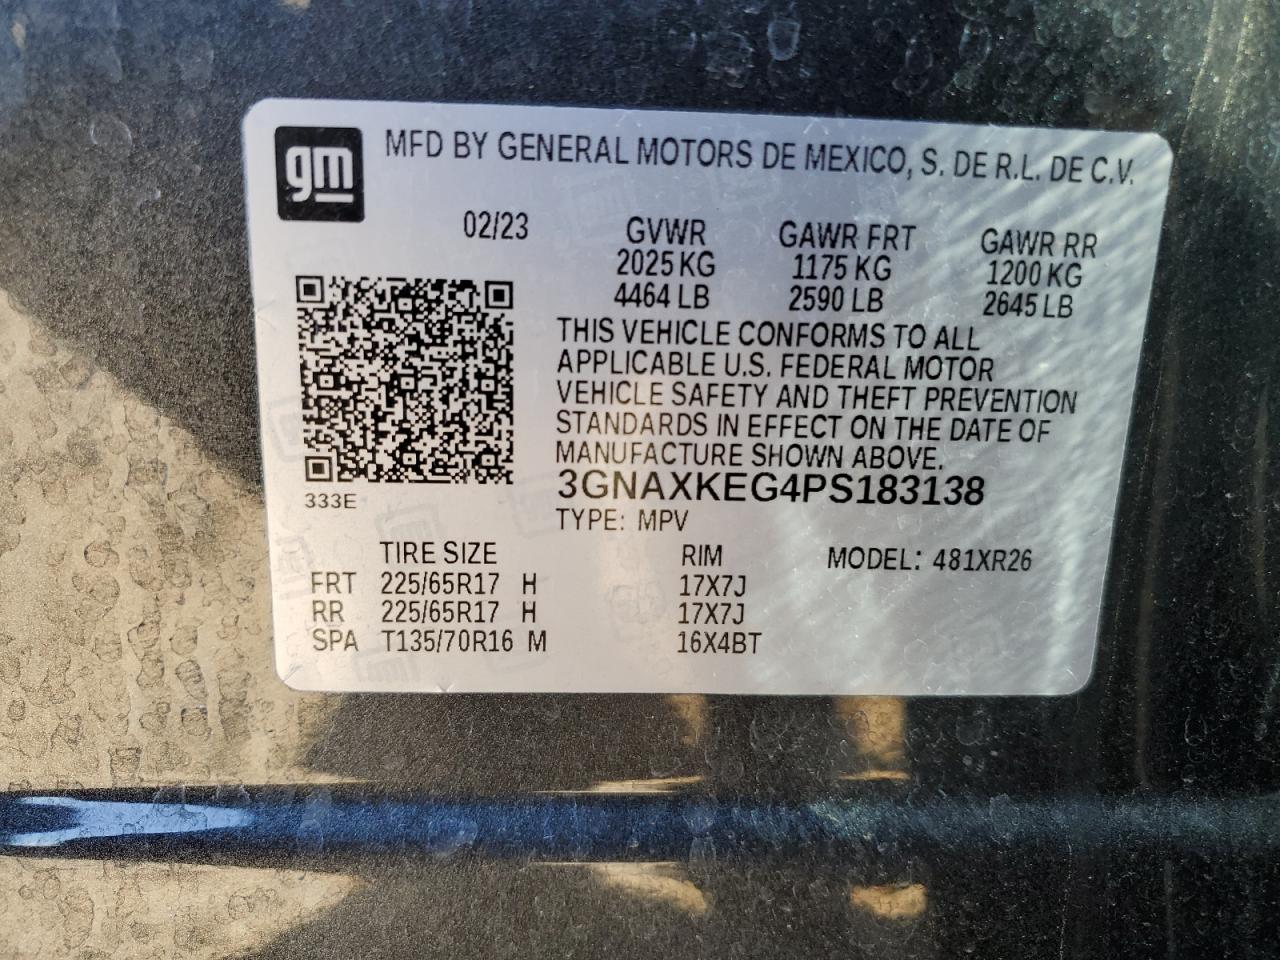 gm
MFD BY GENERAL MOTORS DE MEXICO, S. DE R.L. DE C.V.
02/23 GVWR GAWR FRT GAWR RR
2025 KG 1175 KG 1200 KG
4464 LB 2590 LB 2645 LB
THIS VEHICLE CONFORMS TO ALL
APPLICABLE U.S. FEDERAL MOTOR
VEHICLE SAFETY AND THEFT PREVENTION
STANDARDS IN EFFECT ON THE DATE OF
MANUFACTURE SHOWN ABOVE.
3GNAXKEG4PS183138
333E
TYPE: MPV
TIRE SIZE RIM MODEL: 481XR26
FRT 225/65R17 H 17X7J
RR 225/65R17 H 17X7J
SPA T135/70R16 M 16X4BT